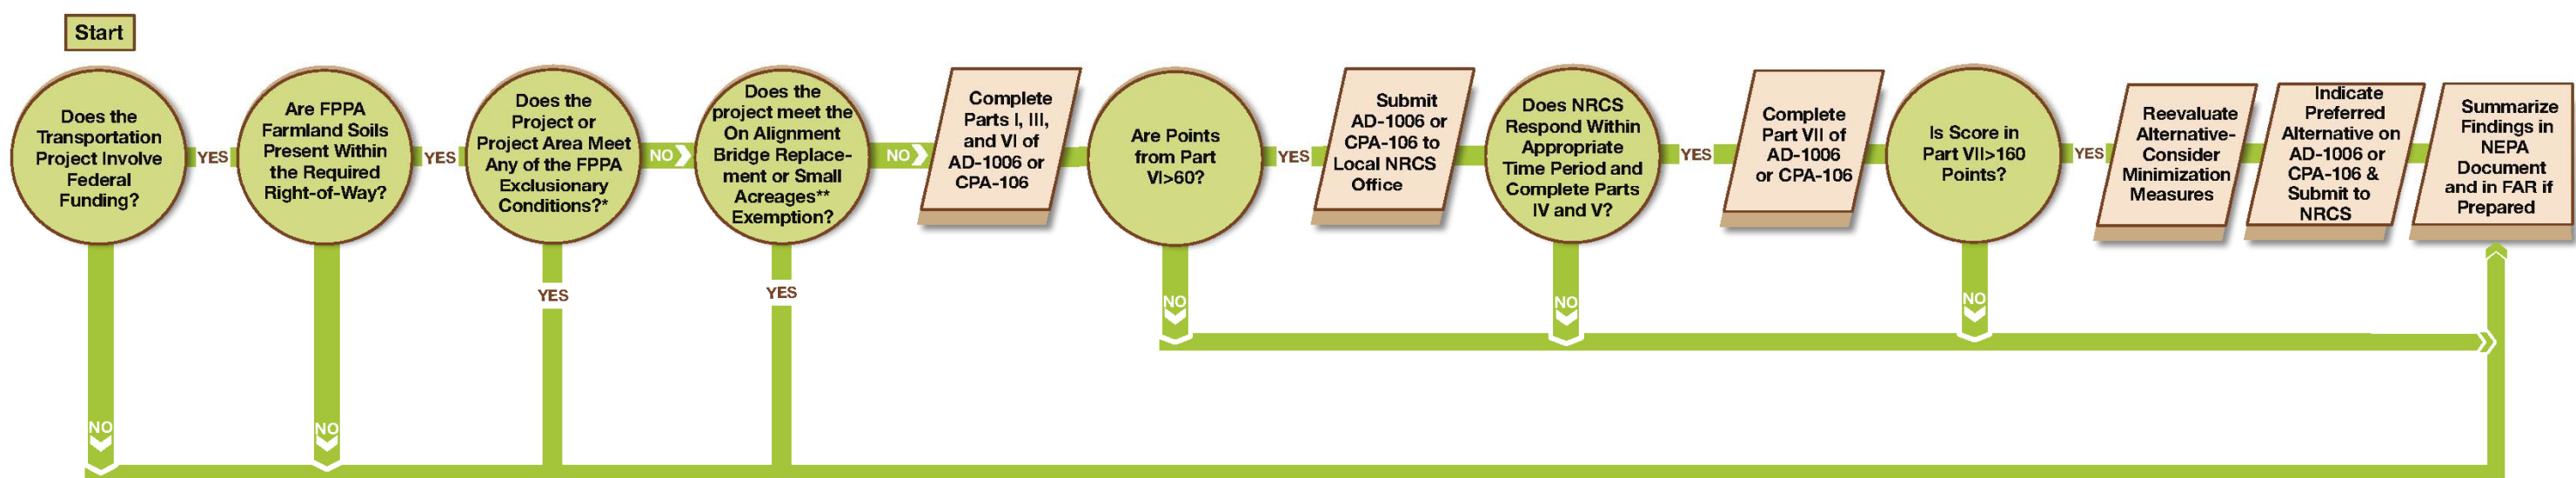 Start
Does the
Transportation
Project Involve
Federal
Funding?
YES
Are FPPA
Farmland Soils
Present Within
the Required
Right-of-Way?
YES
Does the
Project or
Project Area Meet
Any of the FPPA
Exclusionary
Conditions?*
NO
Does the
project meet the
On Alignment
Bridge Replace-
ment or Small
Acreages**
Exemption?
NO
Complete
Parts I, III,
and VI of
AD-1006 or
CPA-106
Are Points
from Part
VI>60?
YES
Submit
AD-1006 or
CPA-106 to
Local NRCS
Office
Does NRCS
Respond Within
Appropriate
Time Period and
Complete Parts
IV and V?
YES
Complete
Part VII of
AD-1006
or CPA-106
Is Score in
Part VII>160
Points?
YES
Reevaluate
Alternative-
Consider
Minimization
Measures
Indicate
Preferred
Alternative on
AD-1006 or
CPA-106 &
Submit to
NRCS
Summarize
Findings in
NEPA
Document
and in FAR if
Prepared
YES
YES
NO
NO
NO
NO
NO